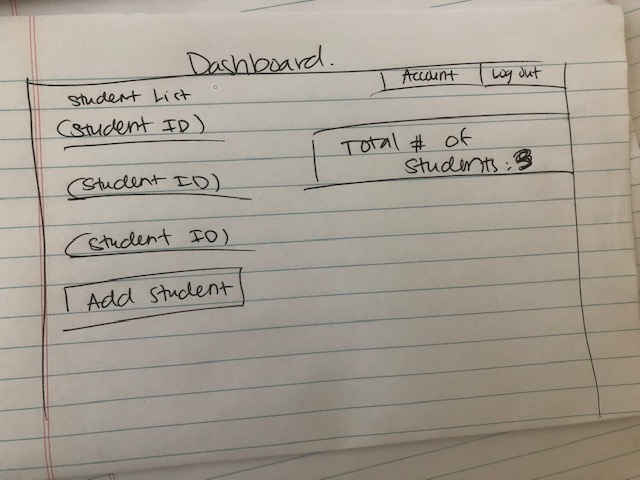 Dashboard.
Account
Log out
Student List
(Student ID)
Total # of
Students: 3
(Student ID)
(Student ID)
Add Student